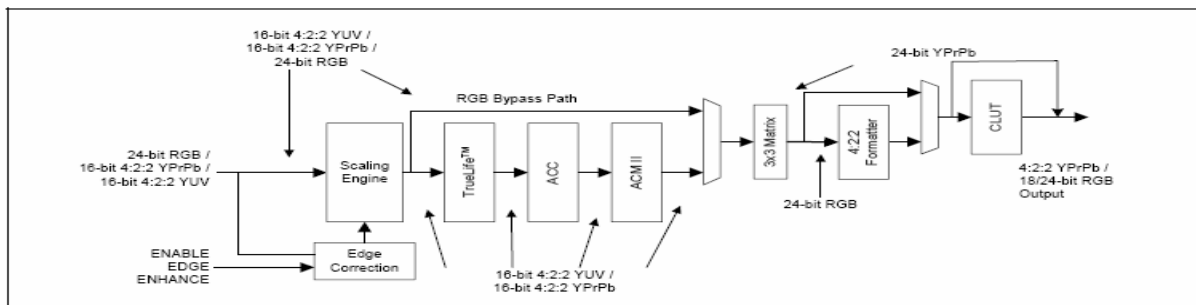 16-bit 4:2:2 YUV /
16-bit 4:2:2 YPrPb /
24-bit RGB
24-bit YPrPb
RGB Bypass Path
24-bit RGB /
16-bit 4:2:2 YPrPb /
16-bit 4:2:2 YUV
Scaling
Engine
TrueLife™
ACC
ACM II
3x3 Matrix
4:2:2
Formatter
CLUT
4:2:2 YPrPb /
18/24-bit RGB
Output
24-bit RGB
ENABLE
EDGE
ENHANCE
Edge
Correction
16-bit 4:2:2 YUV /
16-bit 4:2:2 YPrPb